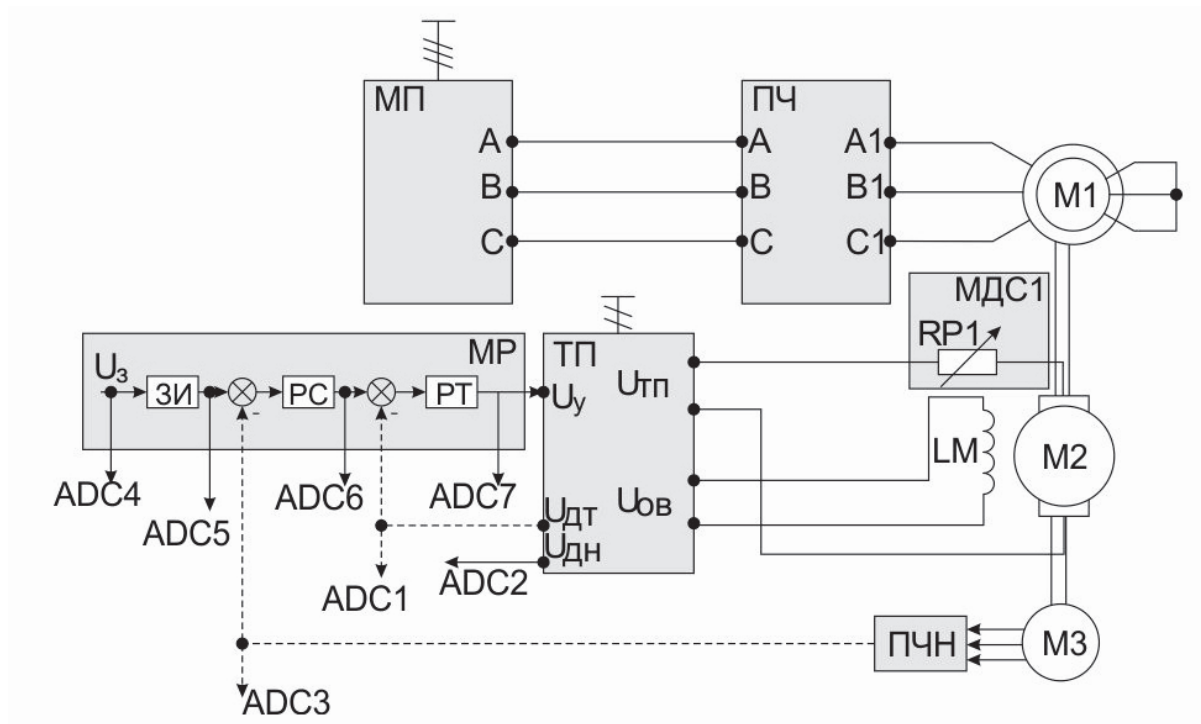 МП
ПЧ
A
A
A1
B
B
B1
M1
C
C
C1
МДС1
RP1
МР
ТП
Uз
ЗИ
РС
РТ
Uу
UТП
-
-
LM
M2
ADC4
ADC5
ADC6
ADC7
UДТ
UОВ
UДН
ADC1
ADC2
ПЧН
M3
ADC3